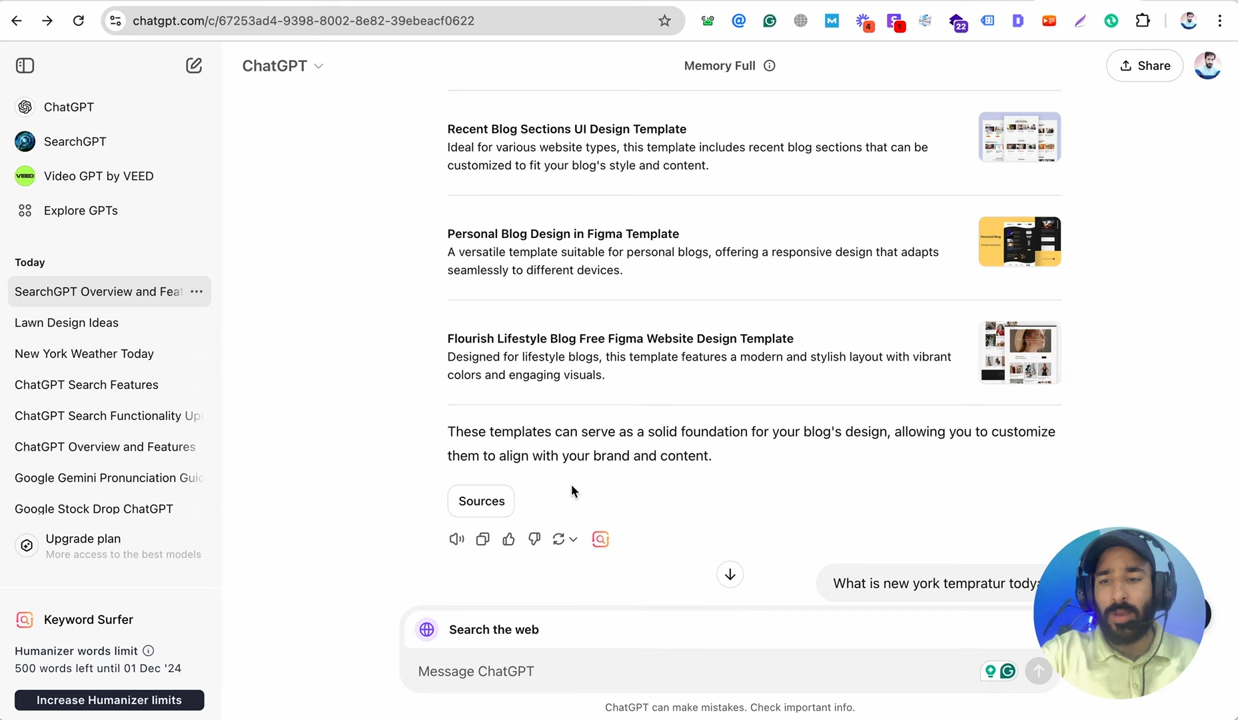 chatgpt.com/c/67253ad4-9398-8002-8e82-39ebeacf0622
4
1
22
ChatGPT
Memory Full
Share
ChatGPT
SearchGPT
VEED
Video GPT by VEED
Explore GPTs
Today
SearchGPT Overview and Feat
Lawn Design Ideas
New York Weather Today
ChatGPT Search Features
ChatGPT Search Functionality Upd
ChatGPT Overview and Features
Google Gemini Pronunciation Guid
Google Stock Drop ChatGPT
Upgrade plan
More access to the best models
Keyword Surfer
Humanizer words limit
500 words left until 01 Dec '24
Increase Humanizer limits
Recent Blog Sections UI Design Template
Ideal for various website types, this template includes recent blog sections that can be
customized to fit your blog's style and content.
Personal Blog Design in Figma Template
A versatile template suitable for personal blogs, offering a responsive design that adapts
seamlessly to different devices.
Flourish Lifestyle Blog Free Figma Website Design Template
Designed for lifestyle blogs, this template features a modern and stylish layout with vibrant
colors and engaging visuals.
These templates can serve as a solid foundation for your blog's design, allowing you to customize
them to align with your brand and content.
Sources
What is new york tempratur tody
Search the web
Message ChatGPT
ChatGPT can make mistakes. Check important info.